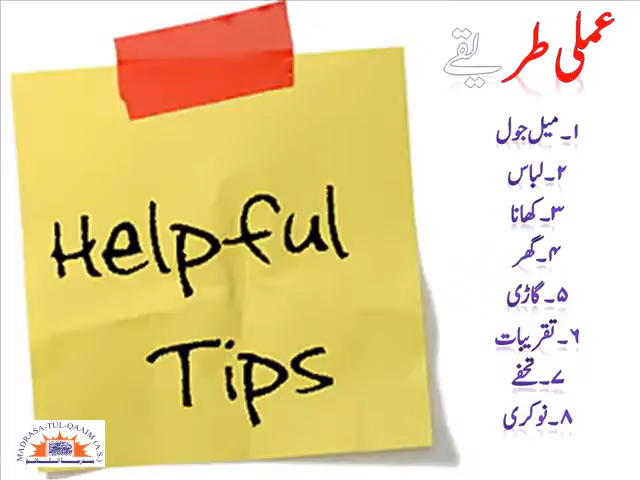 عملی طریقے
۱۔ میل جول
۲۔ لباس
۳۔ کھانا
۴۔ گھر
۵۔ گاڑی
۶۔ تقریبات
۷۔ تحفے
۸۔ نوکری
Helpful
Tips
MADRASA-TUL-QAAIM (A.S.)